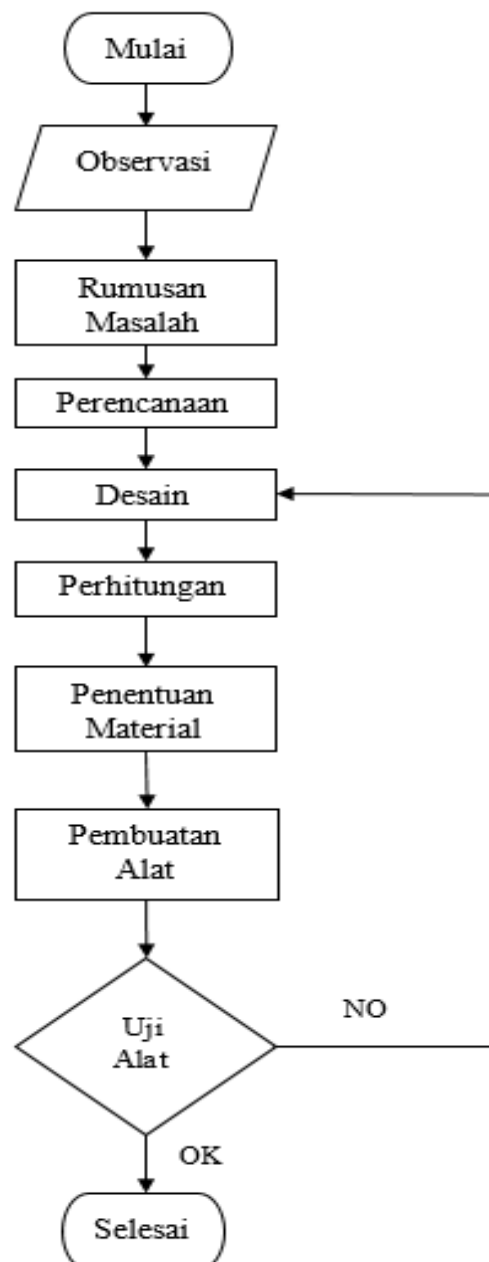 Mulai
Observasi
Rumusan
Masalah
Perencanaan
Desain
Perhitungan
Penentuan
Material
Pembuatan
Alat
Uji
Alat
NO
OK
Selesai